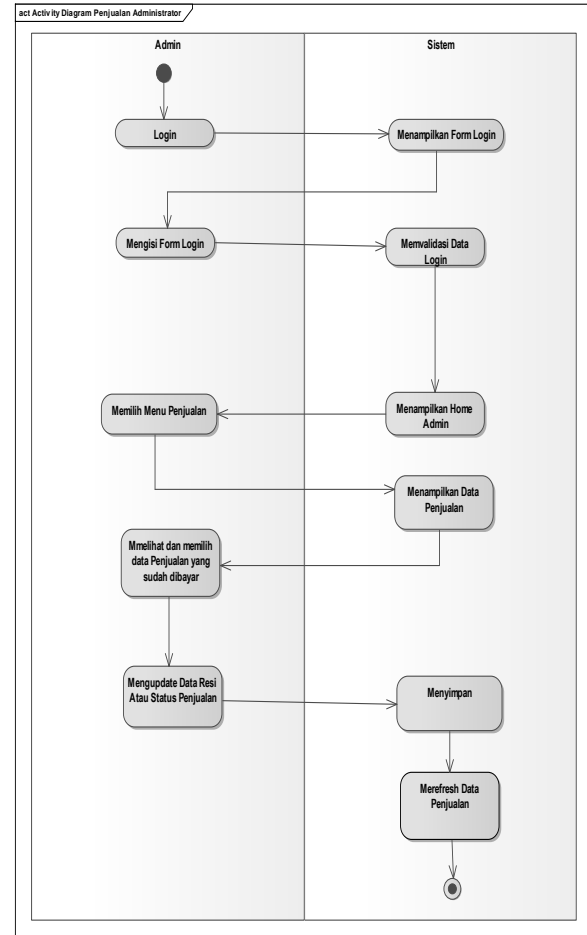 act Activity Diagram Penjualan Administrator
Admin
Sistem
Login
Menampilkan Form Login
Mengisi Form Login
Memvalidasi Data
Login
Memilih Menu Penjualan
Menampilkan Home
Admin
Menampilkan Data
Penjualan
Mmelihat dan memilih
data Penjualan yang
sudah dibayar
Mengupdate Data Resi
Atau Status Penjualan
Menyimpan
Merefresh Data
Penjualan